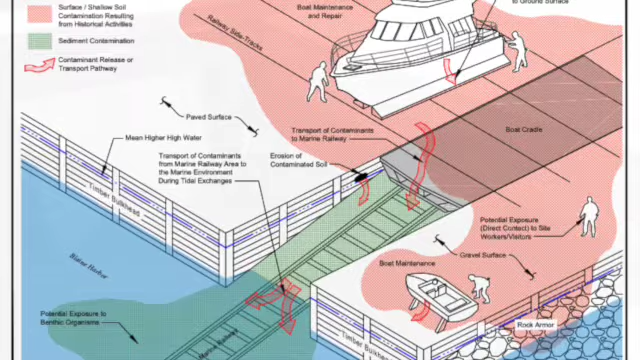 to Ground Surface
Surface / Shallow Soil
Contamination Resulting
from Historical Activities
Boat Maintenance
and Repair
Sediment Contamination
Railway Side-Tracks
Contaminant Release or
Transport Pathway
Paved Surface
Mean Higher High Water
Transport of Contaminants
to Marine Railway
Boat Cradle
Transport of Contaminants
from Marine Railway Area to
the Marine Environment
During Tidal Exchanges
Erosion of
Contaminated Soil
Timber Bulkhead
Potential Exposure
(Direct Contact) to Site
Workers/Visitors
Gravel Surface
Boat Maintenance
Harbor
Potential Exposure to
Benthic Organisms
Marine Railway
Timber Bulkhead
Rock Armor